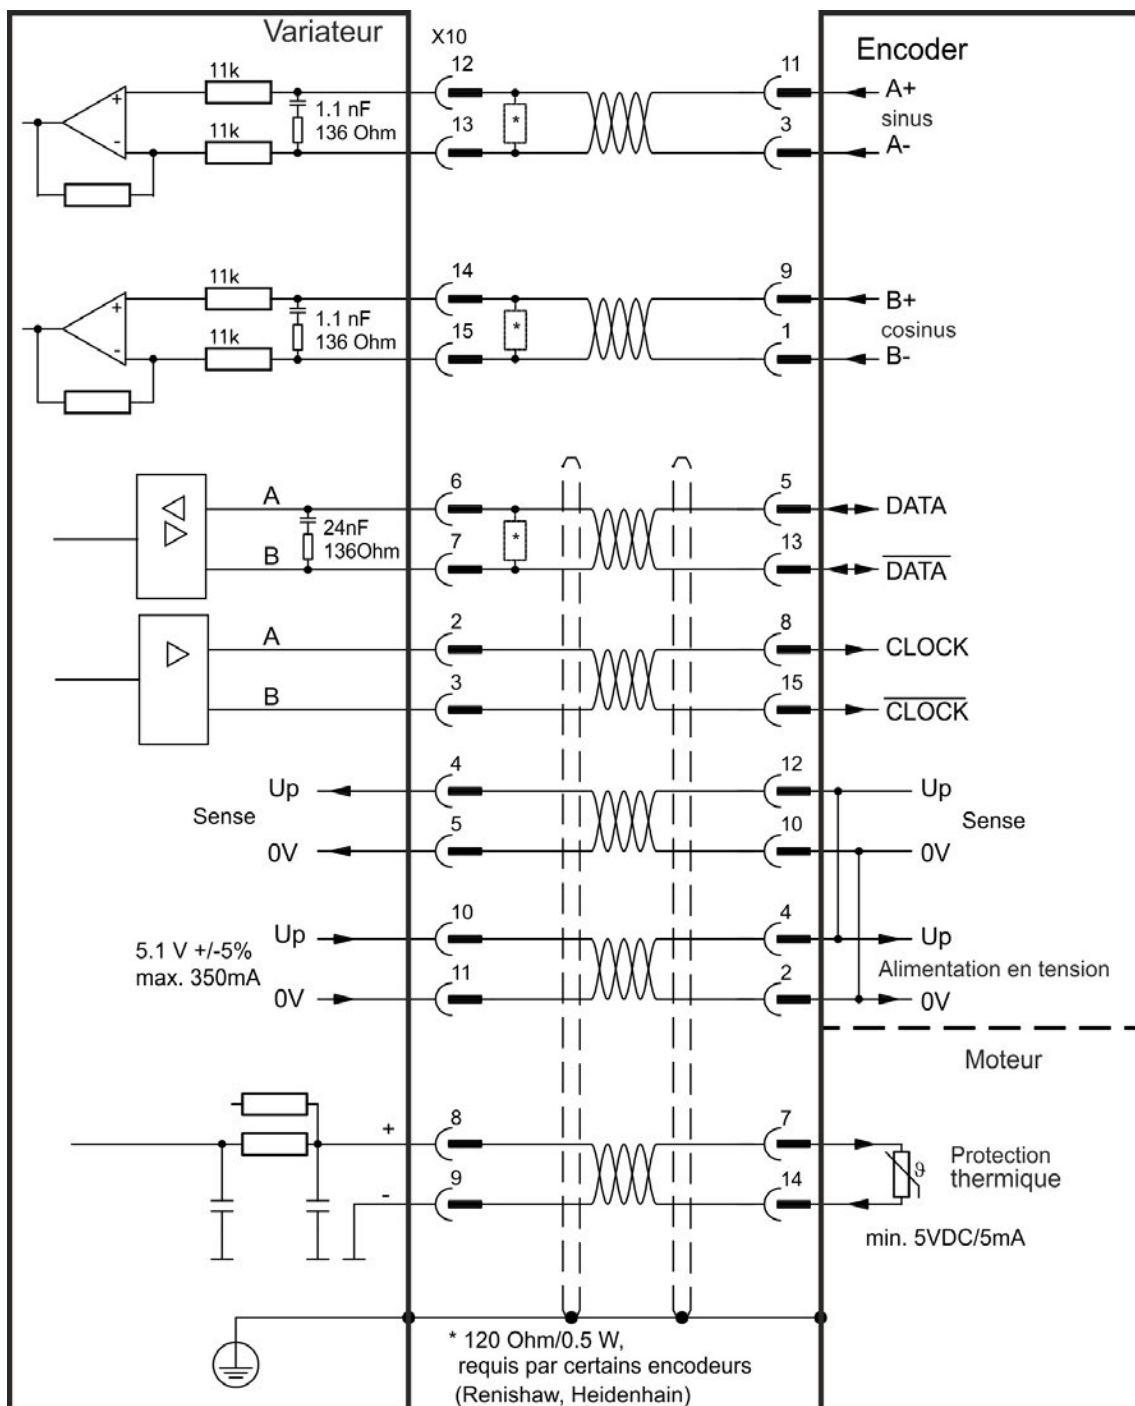 Variateur
X10
Encoder
11k
12
11
A+
1.1 nF
136 Ohm
*
sinus
11k
13
3
A-
11k
14
9
B+
1.1 nF
136 Ohm
*
cosinus
11k
15
1
B-
A
6
5
DATA
24nF
136Ohm
*
B
7
13
DATA
A
2
8
CLOCK
B
3
15
CLOCK
Up
4
12
Up
Sense
Sense
0V
5
10
0V
Up
10
4
Up
5.1 V +/-5%
max. 350mA
Alimentation en tension
0V
11
2
0V
Moteur
+
8
7
Protection
thermique
ϑ
-
9
14
min. 5VDC/5mA
* 120 Ohm/0.5 W,
requis par certains encodeurs
(Renishaw, Heidenhain)
+
-
+
-